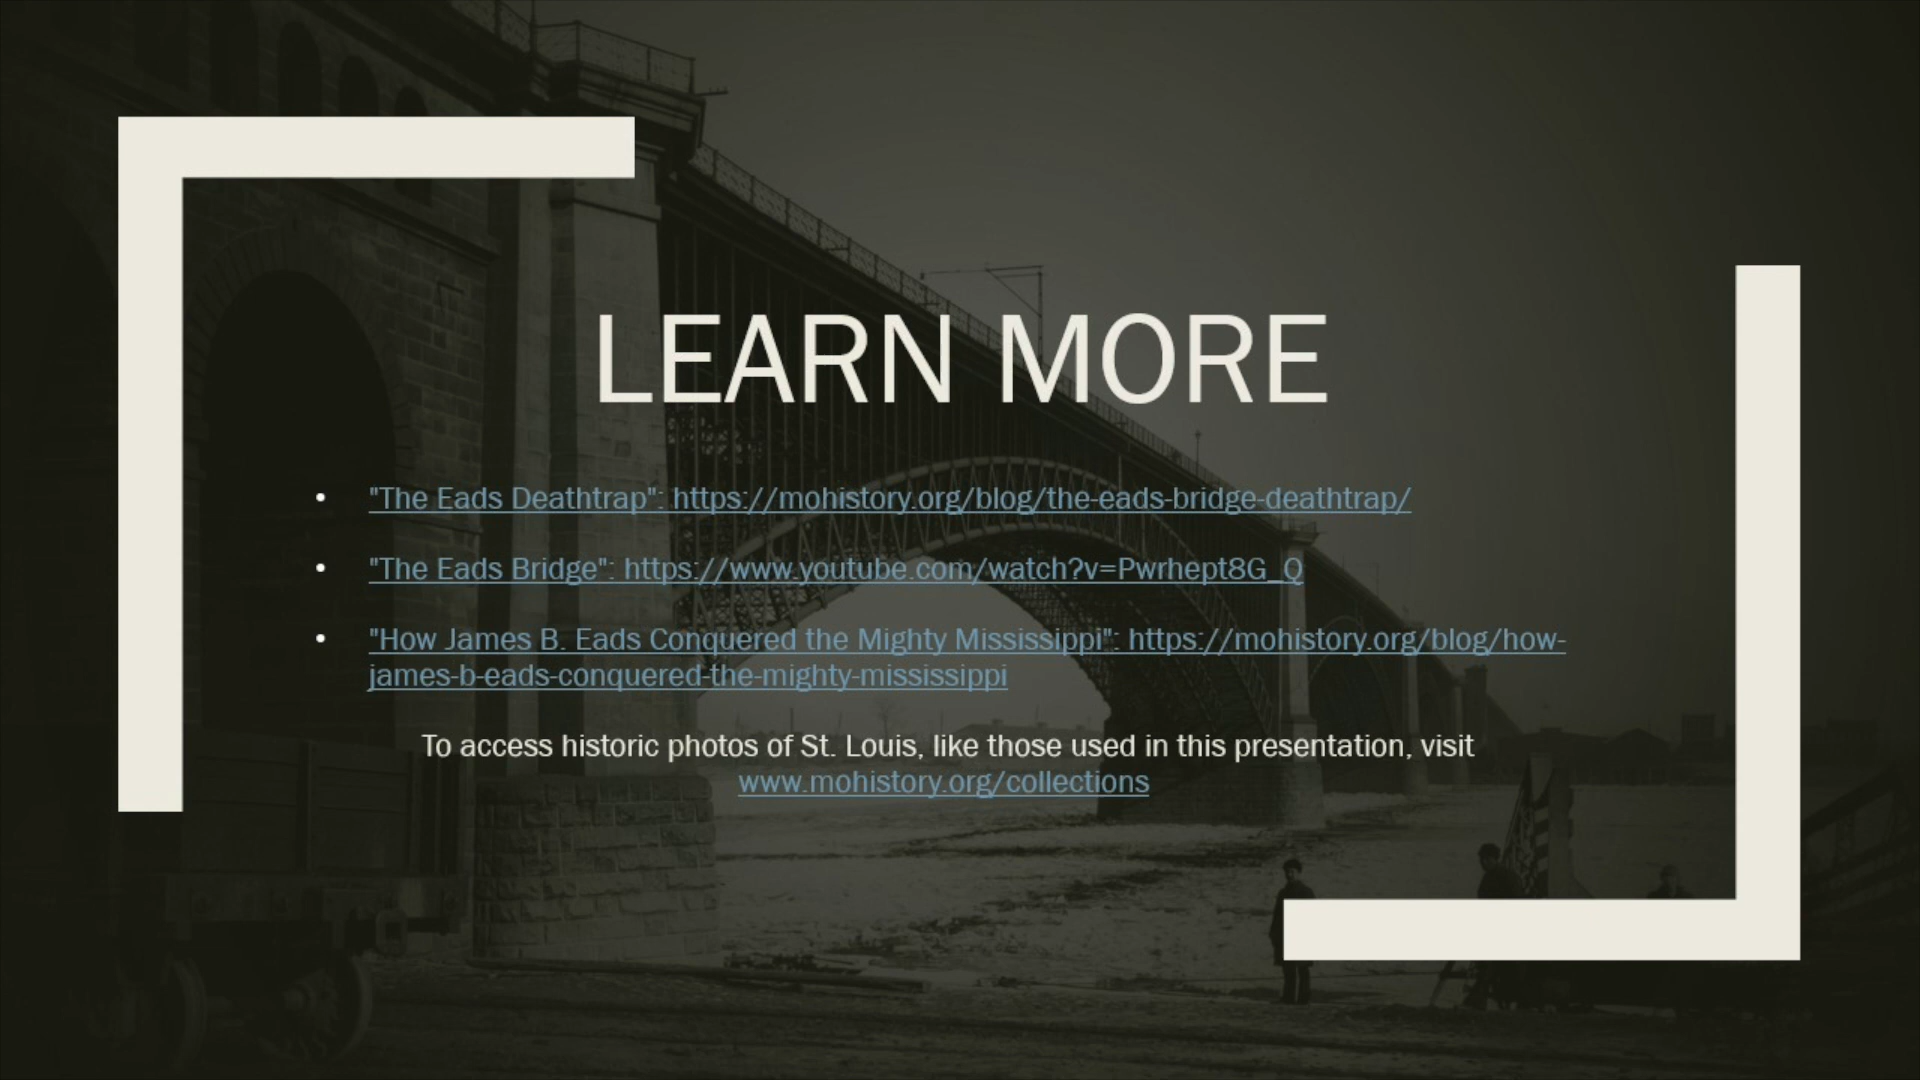 LEARN MORE
• "The Eads Deathtrap": https://mohistory.org/blog/the-eads-bridge-deathtrap/
• "The Eads Bridge": https://www.youtube.com/watch?v=Pwrhept8G_Q
• "How James B. Eads Conquered the Mighty Mississippi": https://mohistory.org/blog/how-
james-b-eads-conquered-the-mighty-mississippi
To access historic photos of St. Louis, like those used in this presentation, visit
www.mohistory.org/collections